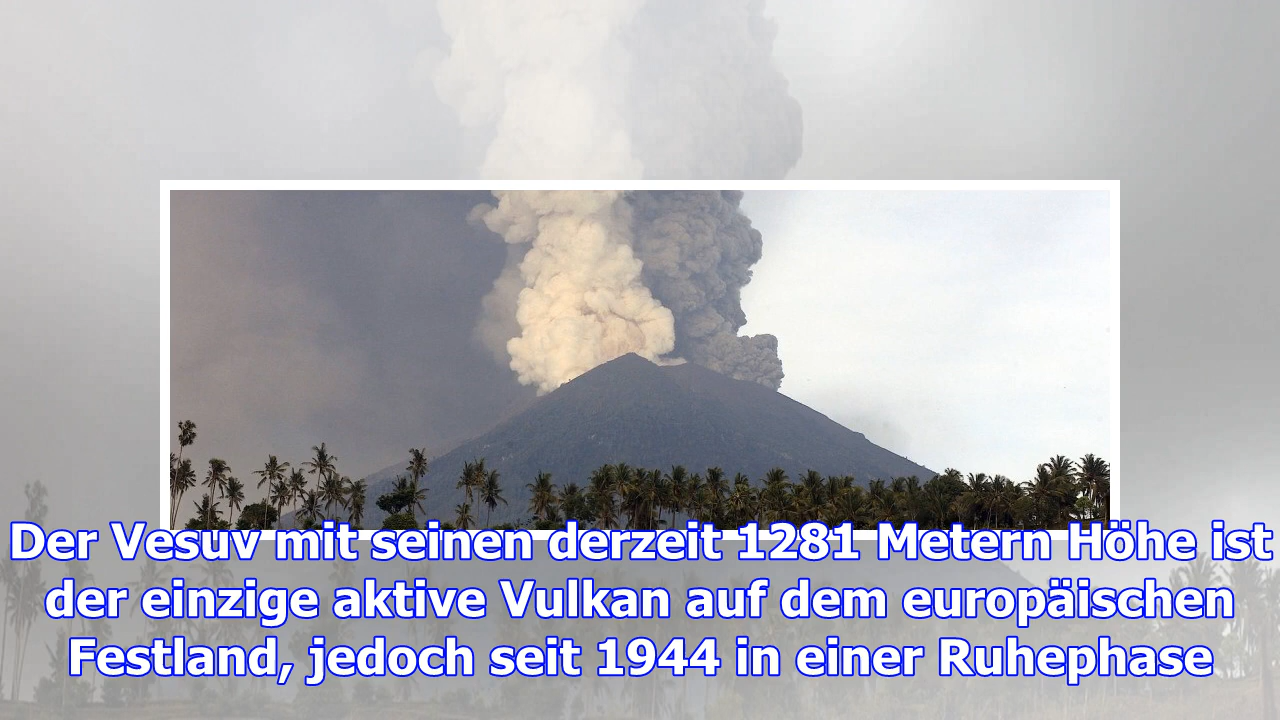 Der Vesuv mit seinen derzeit 1281 Metern Höhe ist
der einzige aktive Vulkan auf dem europäischen
Festland, jedoch seit 1944 in einer Ruhephase